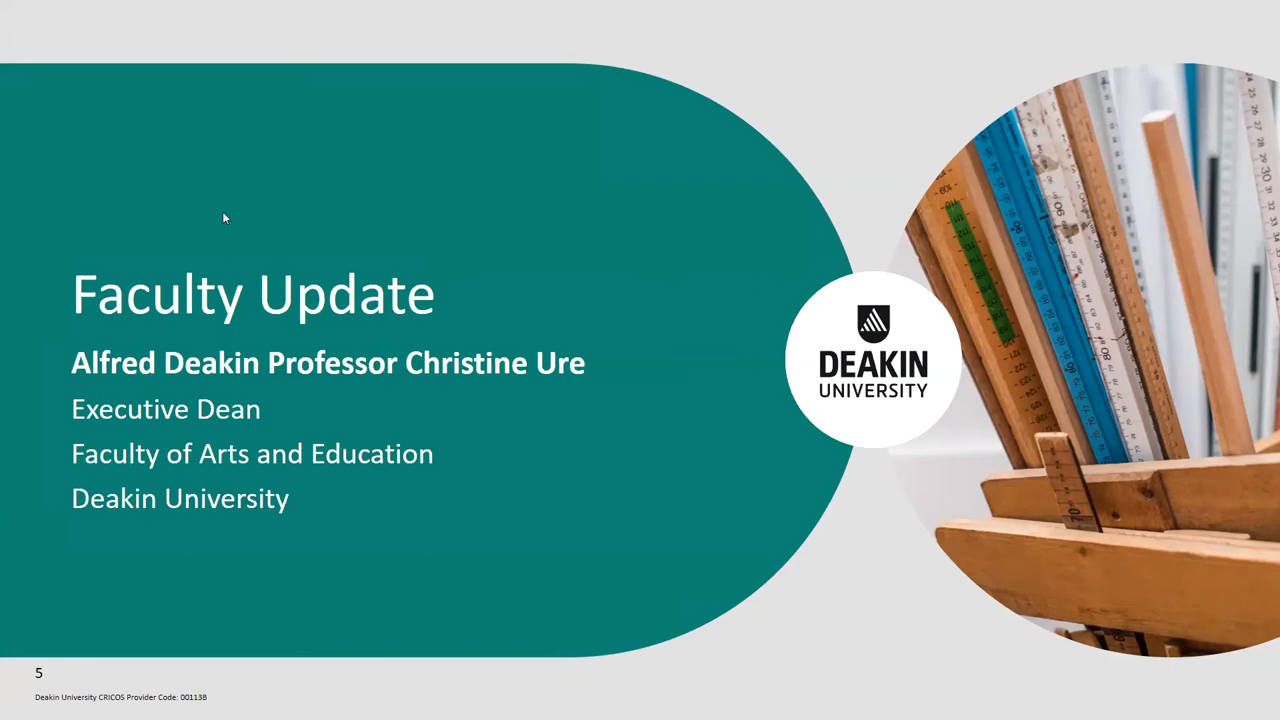 Faculty Update
Alfred Deakin Professor Christine Ure
Executive Dean
Faculty of Arts and Education
Deakin University
DEAKIN
UNIVERSITY
5
Deakin University CRICOS Provider Code: 00113B